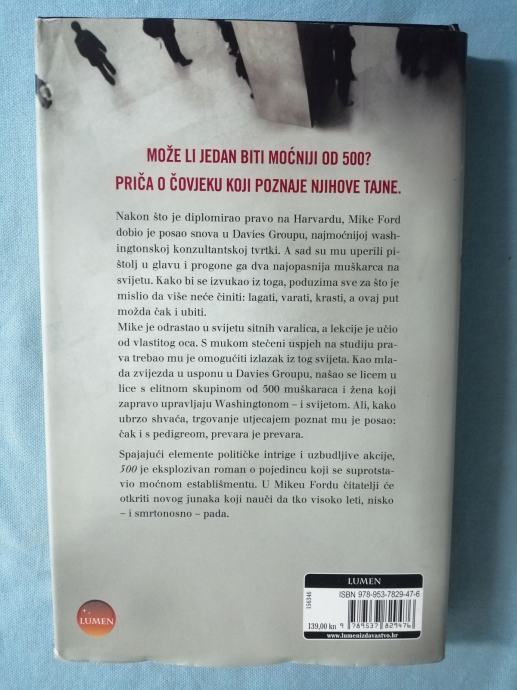 MOŽE LI JEDAN BITI MOĆNIJI OD 500?
PRIČA O ČOVJEKU KOJI POZNAJE NJIHOVE TAJNE.
Nakon što je diplomirao pravo na Harvardu, Mike Ford
dobio je posao snova u Davies Groupu, najmoćnijoj wash-
ingtonskoj konzultantskoj tvrtki. A sad su mu uperili pi-
štolj u glavu i progone ga dva najopasnija muškarca na
svijetu. Kako bi se izvukao iz toga, poduzima sve za što je
mislio da više neće činiti: lagati, varati, krasti, a ovaj put
možda čak i ubiti.
Mike je odrastao u svijetu sitnih varalica, a lekcije je učio
od vlastitog oca. S mukom stečeni uspjeh na studiju pra-
va trebao mu je omogućiti izlazak iz tog svijeta. Kao mla-
da zvijezda u usponu u Davies Groupu, našao se licem u
lice s elitnom skupinom od 500 muškaraca i žena koji
zapravo upravljaju Washingtonom – i svijetom. Ali, kako
ubrzo shvaća, trgovanje utjecajem poznat mu je posao:
čak i s pedigreom, prevara je prevara.
Spajajući elemente političke intrige i uzbudljive akcije,
500 je eksplozivan roman o pojedincu koji se suprotsta-
vio moćnom establišmentu. U Mikeu Fordu čitatelji će
otkriti novog junaka koji nauči da tko visoko leti, nisko
– i smrtonosno – pada.
LUMEN
156346
ISBN 978-953-7829-47-6
139,00 kn
9 789537 829476
www.lumenizdavastvo.hr
LUMEN